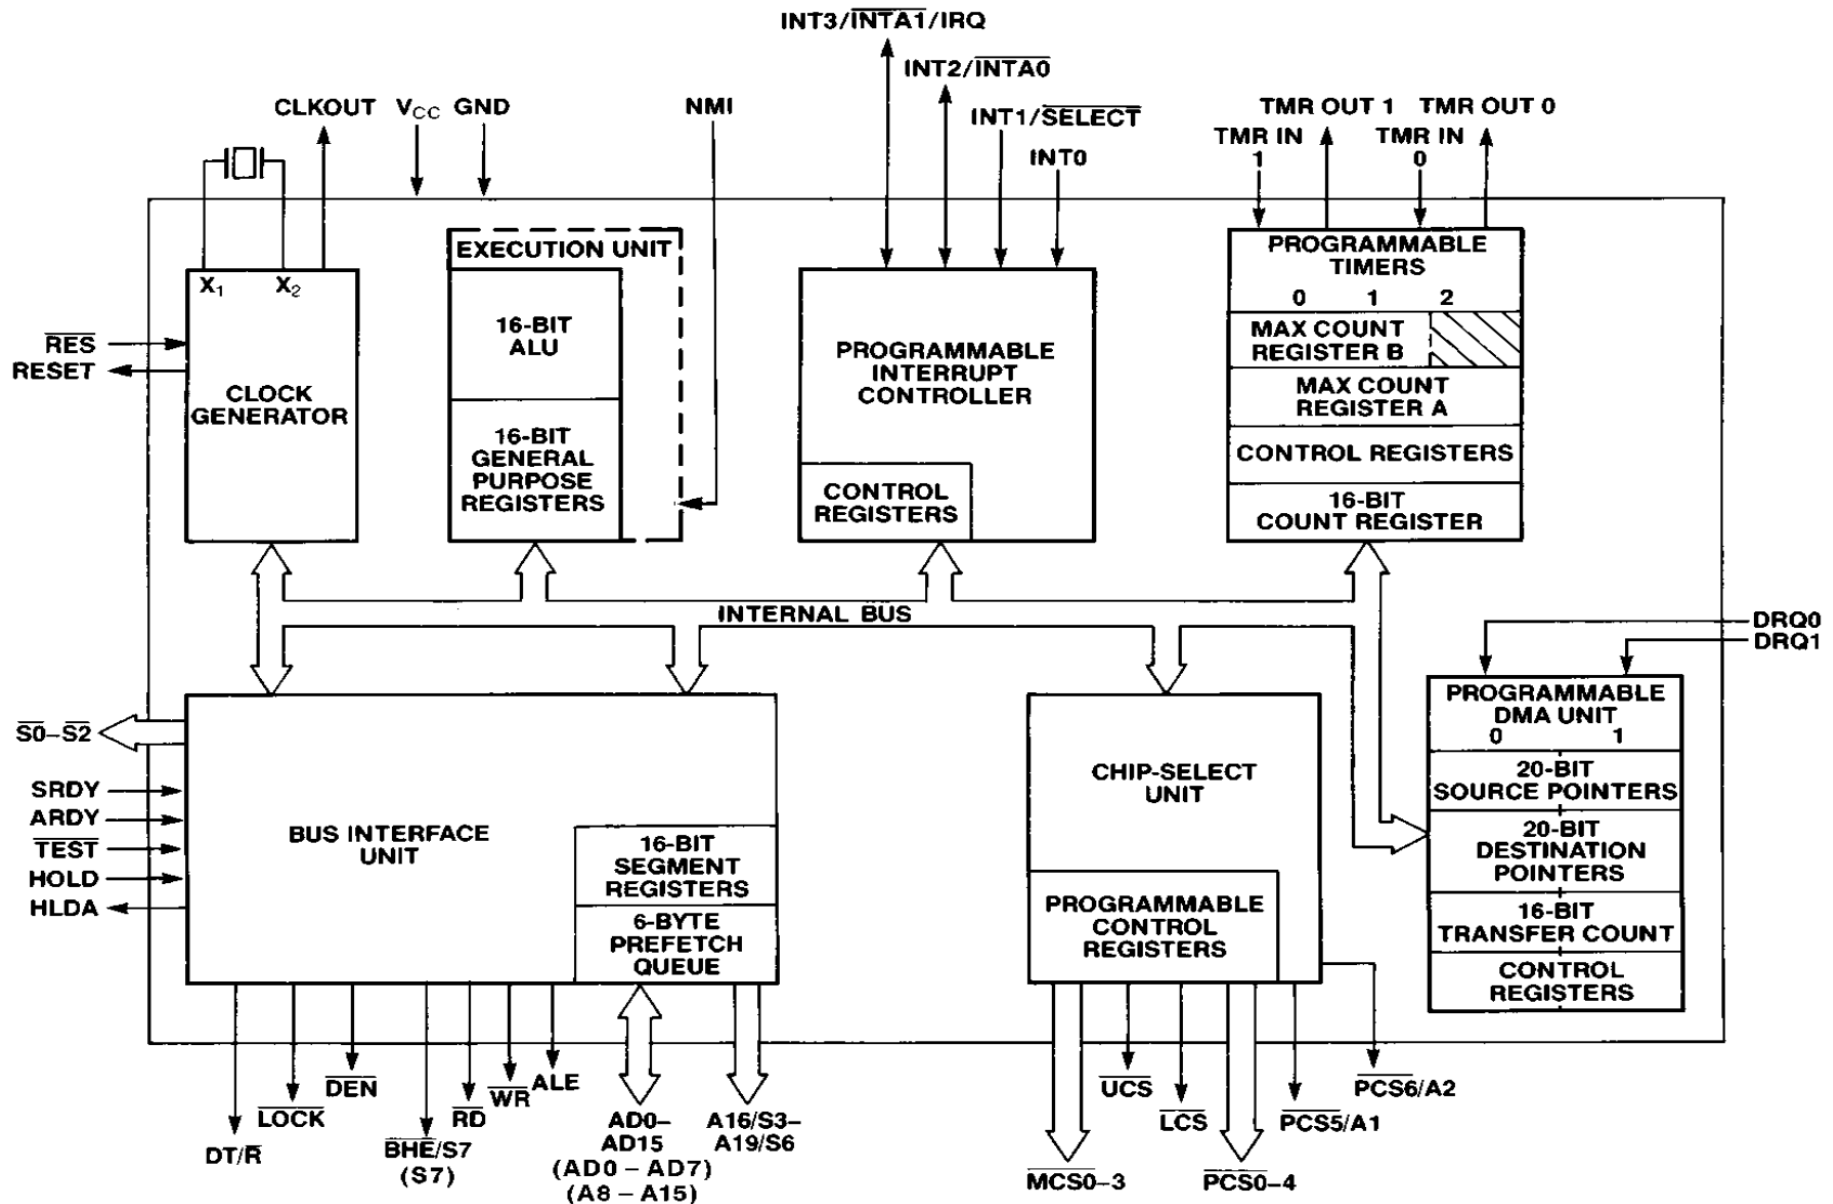 INT3/INTA1/IRQ
INT2/INTA0
CLKOUT VCC GND
NMI
INT1/SELECT
INT0
TMR OUT 1 TMR OUT 0
TMR IN
1
TMR IN
0
X1 X2
RES
RESET
CLOCK
GENERATOR
EXECUTION UNIT
16-BIT
ALU
16-BIT
GENERAL
PURPOSE
REGISTERS
PROGRAMMABLE
INTERRUPT
CONTROLLER
CONTROL
REGISTERS
PROGRAMMABLE
TIMERS
0 1 2
MAX COUNT
REGISTER B
MAX COUNT
REGISTER A
CONTROL REGISTERS
16-BIT
COUNT REGISTER
INTERNAL BUS
DRQ0
DRQ1
S0–S2
SRDY
ARDY
TEST
HOLD
HLDA
BUS INTERFACE
UNIT
16-BIT
SEGMENT
REGISTERS
6-BYTE
PREFETCH
QUEUE
CHIP-SELECT
UNIT
PROGRAMMABLE
CONTROL
REGISTERS
PROGRAMMABLE
DMA UNIT
0 1
20-BIT
SOURCE POINTERS
20-BIT
DESTINATION
POINTERS
16-BIT
TRANSFER COUNT
CONTROL
REGISTERS
DT/R
LOCK
DEN
BHE/S7
(S7)
RD
WR
ALE
AD0–
AD15
(AD0 – AD7)
(A8 – A15)
A16/S3–
A19/S6
MCS0–3
UCS
LCS
PCS0–4
PCS5/A1
PCS6/A2